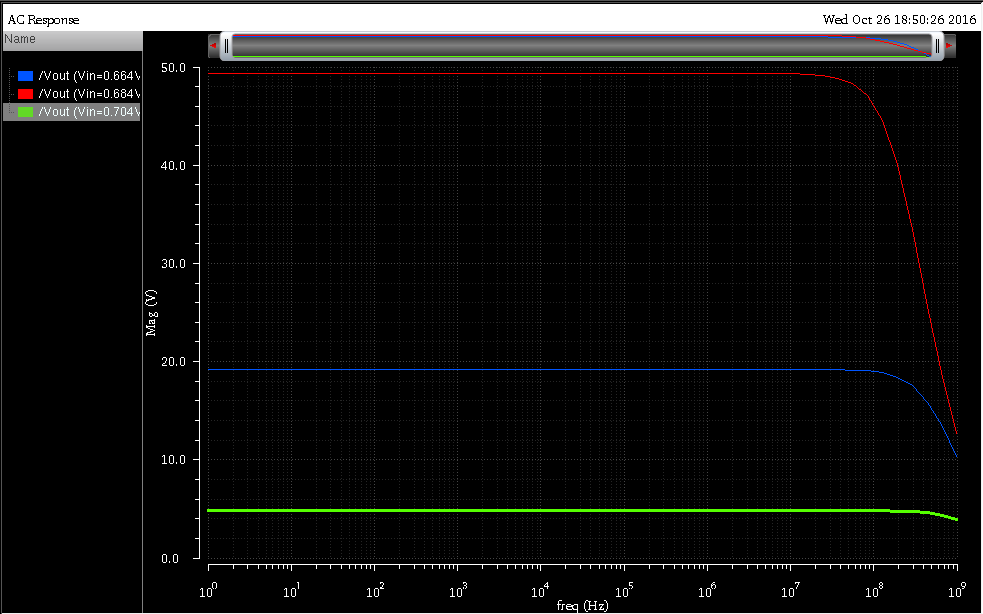 AC Response
Wed Oct 26 18:50:26 2016
Name
/Vout (Vin=0.664V
/Vout (Vin=0.684V
/Vout (Vin=0.704V
50.0
40.0
30.0
20.0
10.0
0.0
Mag (V)
10^0 10^1 10^2 10^3 10^4 10^5 10^6 10^7 10^8 10^9
freq (Hz)